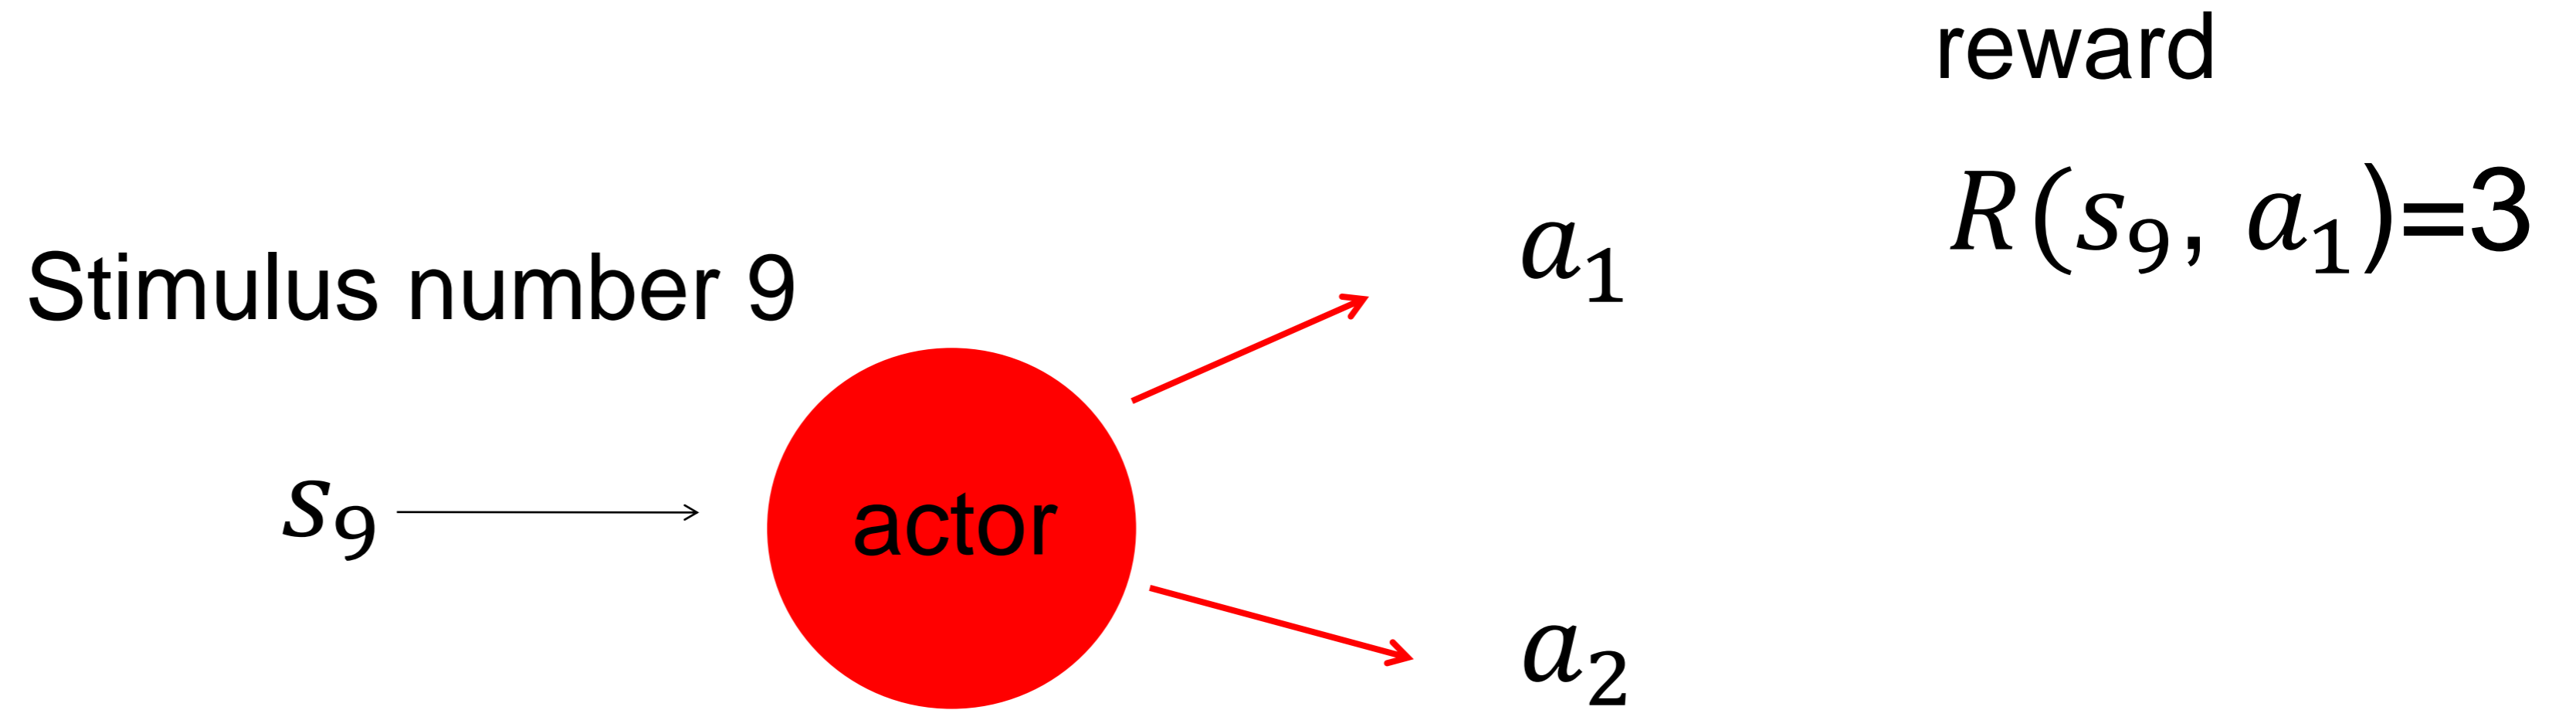 reward
R(s₉, a₁)=3
a₁
Stimulus number 9
s₉
actor
a₂